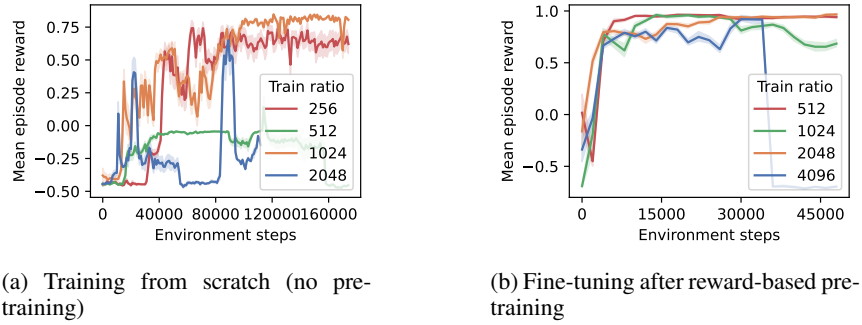 Mean episode reward
0.75
0.50
0.25
0.00
−0.25
−0.50
Train ratio
256
512
1024
2048
0 40000 80000 120000 160000
Environment steps
(a) Training from scratch (no pre-
training)
Mean episode reward
1.0
0.5
0.0
−0.5
Train ratio
512
1024
2048
4096
0 15000 30000 45000
Environment steps
(b) Fine-tuning after reward-based pre-
training